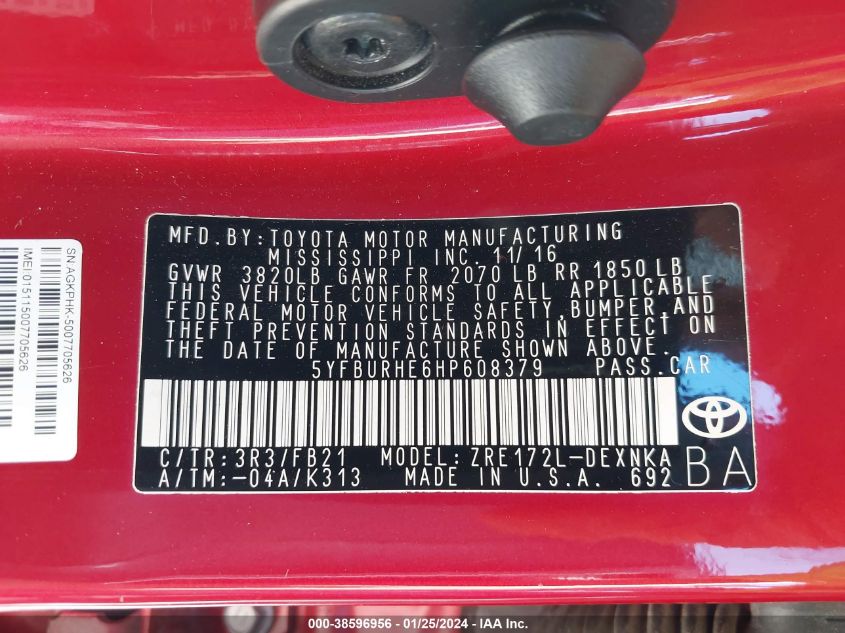 MFD.BY:TOYOTA MOTOR MANUFACTURING
MISSISSIPPI INC. 11/16
GVWR 3820LB GAWR FR 2070 LB RR 1850 LB
THIS VEHICLE CONFORMS TO ALL APPLICABLE
FEDERAL MOTOR VEHICLE SAFETY,BUMPER,AND
THEFT PREVENTION STANDARDS IN EFFECT ON
THE DATE OF MANUFACTURE SHOWN ABOVE.
5YFBURHE6HP608379 PASS.CAR
C/TR:3R3/FB21 MODEL:ZRE172L-DEXNKA
A/TM:-04A/K313 MADE IN U.S.A. 692
BA
SN AGKPHK-5007705626
IMEI 015115007705626
000-38596956 - 01/25/2024 - IAA Inc.